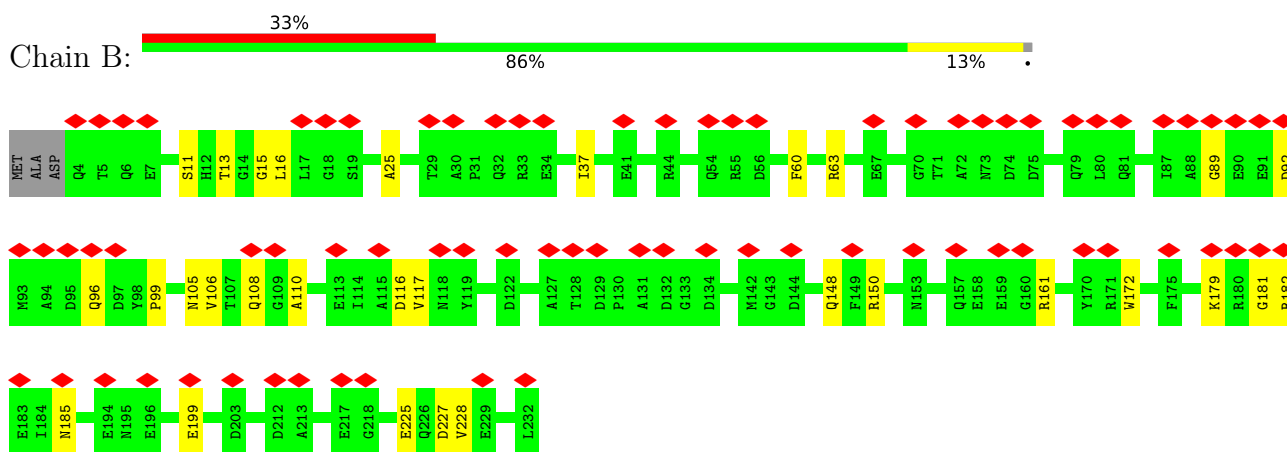 33%
Chain B:
86% 13% •
MET ALA ASP Q4 T5 Q6 E7 S11 H12 T13 G14 G15 L16 L17 G18 S19 A25 T29 A30 P31 Q32 R33 E34 I37 E41 R44 Q54 R55 D56 F60 R63 E67 G70 T71 A72 N73 D74 D75 Q79 L80 Q81 I87 A88 G89 E90 E91 D92
M93 A94 D95 Q96 D97 Y98 P99 N105 V106 T107 Q108 G109 A110 E113 I114 A115 D116 V117 N118 Y119 D122 A127 T128 D129 P130 A131 D132 G133 D134 M142 G143 D144 Q148 F149 R150 N153 Q157 E158 E159 G160 R161 Y170 R171 W172 F175 K179 R180 G181
E183 I184 N185 E194 N195 E196 E199 D203 D212 A213 E217 G218 E225 Q226 D227 V228 E229 L232